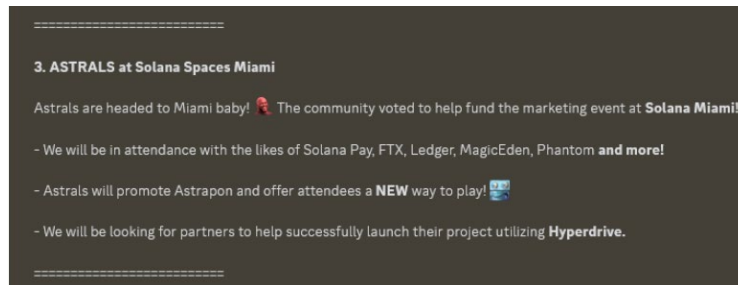 ==========================
3. ASTRALS at Solana Spaces Miami
Astrals are headed to Miami baby! The community voted to help fund the marketing event at Solana Miami!
- We will be in attendance with the likes of Solana Pay, FTX, Ledger, MagicEden, Phantom and more!
- Astrals will promote Astrapon and offer attendees a NEW way to play!
- We will be looking for partners to help successfully launch their project utilizing Hyperdrive.
==========================